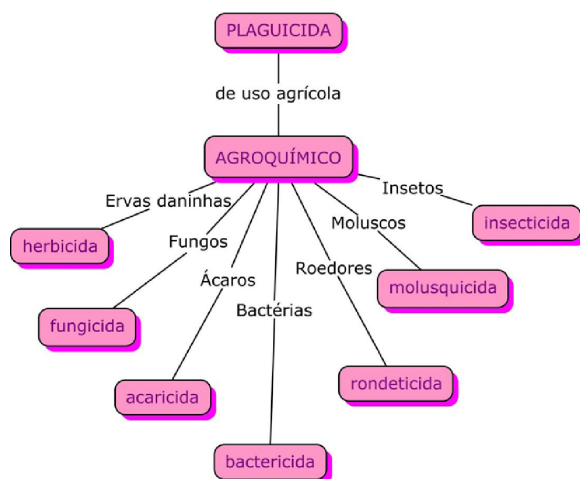 PLAGUICIDA
de uso agrícola
AGROQUÍMICO
Ervas daninhas
herbicida
Fungos
fungicida
Ácaros
acaricida
Bactérias
bactericida
Roedores
rondeticida
Moluscos
molusquicida
Insetos
insecticida